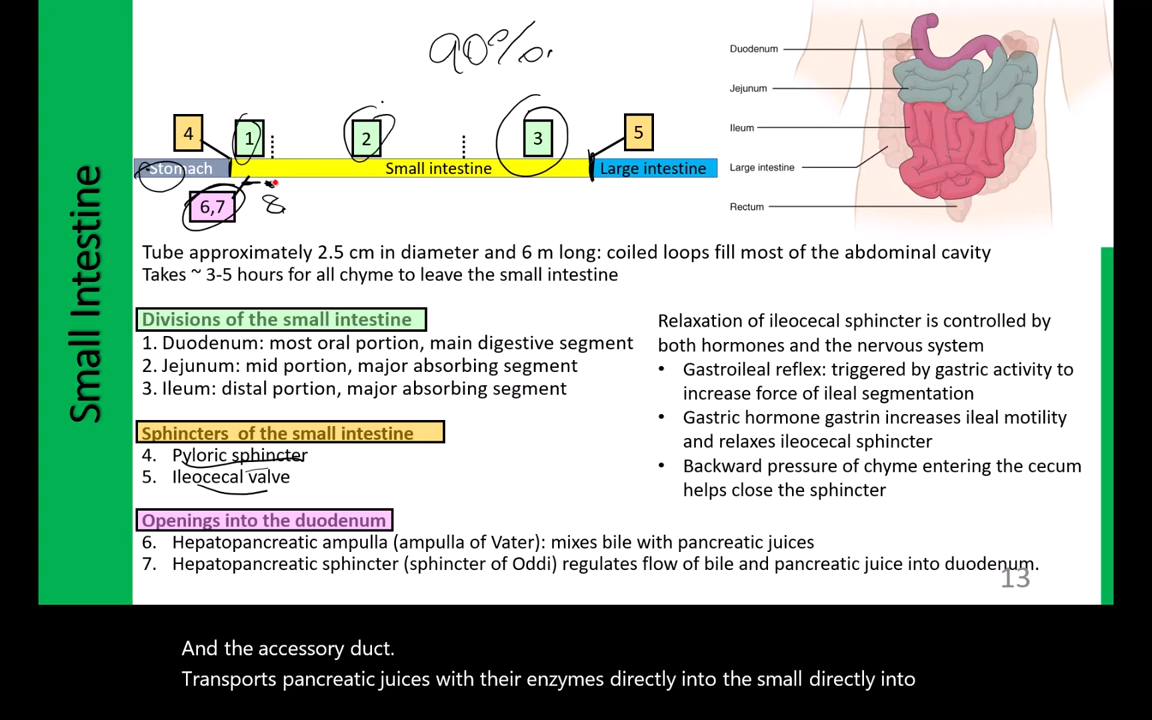 90%.
Duodenum
Jejunum
Ileum
Large intestine
Rectum
4
1
2
3
5
Stomach
Small intestine
Large intestine
6,7
8
Small Intestine
Tube approximately 2.5 cm in diameter and 6 m long: coiled loops fill most of the abdominal cavity
Takes ~ 3-5 hours for all chyme to leave the small intestine
Divisions of the small intestine
1. Duodenum: most oral portion, main digestive segment
2. Jejunum: mid portion, major absorbing segment
3. Ileum: distal portion, major absorbing segment
Sphincters of the small intestine
4. Pyloric sphincter
5. Ileocecal valve
Relaxation of ileocecal sphincter is controlled by
both hormones and the nervous system
• Gastroileal reflex: triggered by gastric activity to
increase force of ileal segmentation
• Gastric hormone gastrin increases ileal motility
and relaxes ileocecal sphincter
• Backward pressure of chyme entering the cecum
helps close the sphincter
Openings into the duodenum
6. Hepatopancreatic ampulla (ampulla of Vater): mixes bile with pancreatic juices
7. Hepatopancreatic sphincter (sphincter of Oddi) regulates flow of bile and pancreatic juice into duodenum.
13
And the accessory duct.
Transports pancreatic juices with their enzymes directly into the small directly into